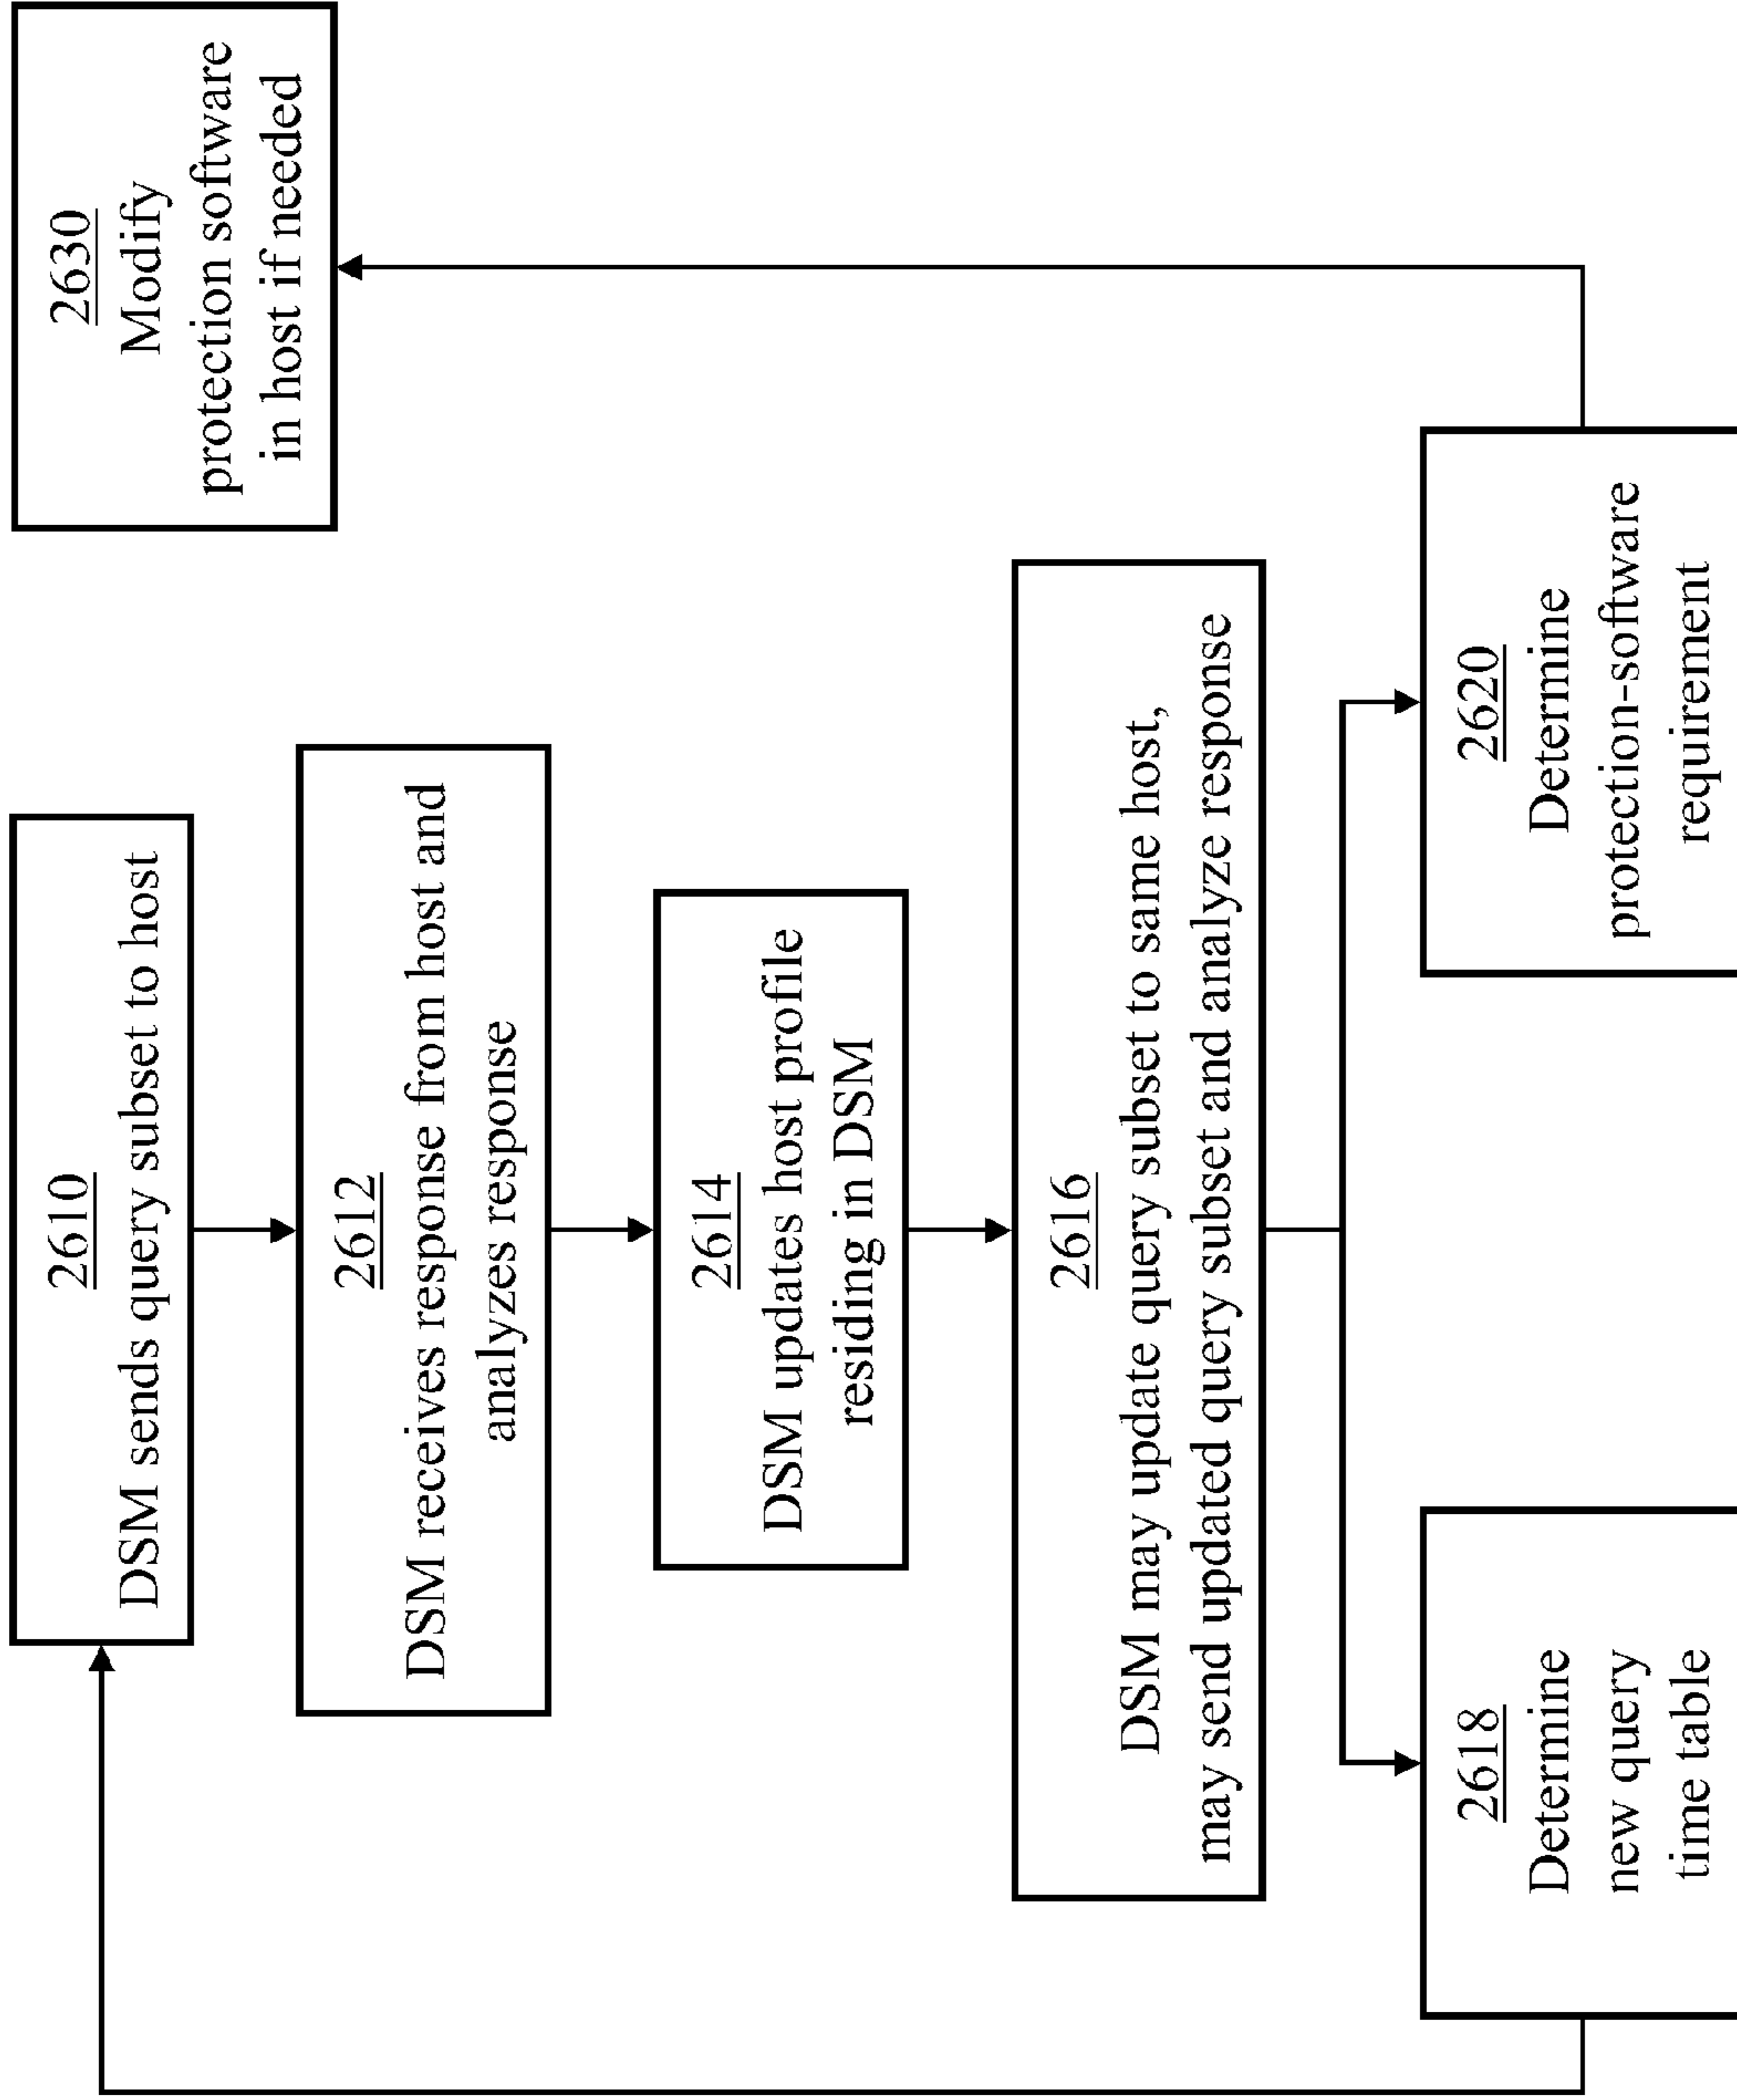 2610
DSM sends query subset to host
2612
DSM receives response from host and
analyzes response
2614
DSM updates host profile
residing in DSM
2616
DSM may update query subset to same host,
may send updated query subset and analyze response
2618
Determine
new query
time table
2620
Determine
protection-software
requirement
2630
Modify
protection software
in host if needed